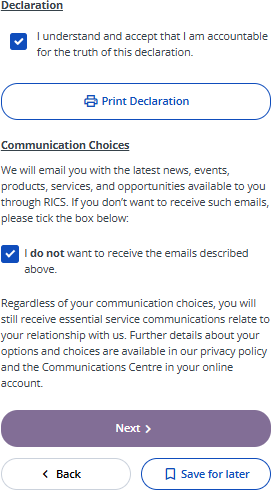 Declaration
I understand and accept that I am accountable
for the truth of this declaration.
Print Declaration
Communication Choices
We will email you with the latest news, events,
products, services, and opportunities available to you
through RICS. If you don’t want to receive such emails,
please tick the box below:
I do not want to receive the emails described
above.
Regardless of your communication choices, you will
still receive essential service communications relate to
your relationship with us. Further details about your
options and choices are available in our privacy policy
and the Communications Centre in your online
account.
Next
Back
Save for later